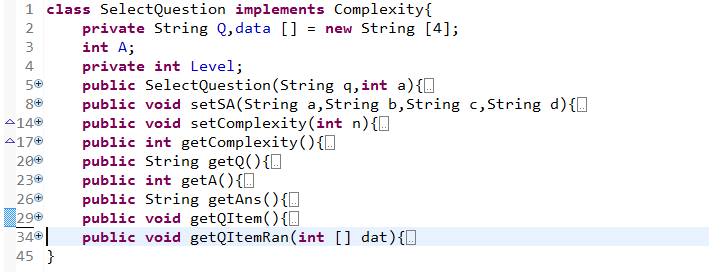 1 class SelectQuestion implements Complexity{
2 private String Q,data [] = new String [4];
3 int A;
4 private int Level;
5 public SelectQuestion(String q,int a){
8 public void setSA(String a,String b,String c,String d){
14 public void setComplexity(int n){
17 public int getComplexity(){
20 public String getQ(){
23 public int getA(){
26 public String getAns(){
29 public void getQItem(){
34 public void getQItemRan(int [] dat){
45 }